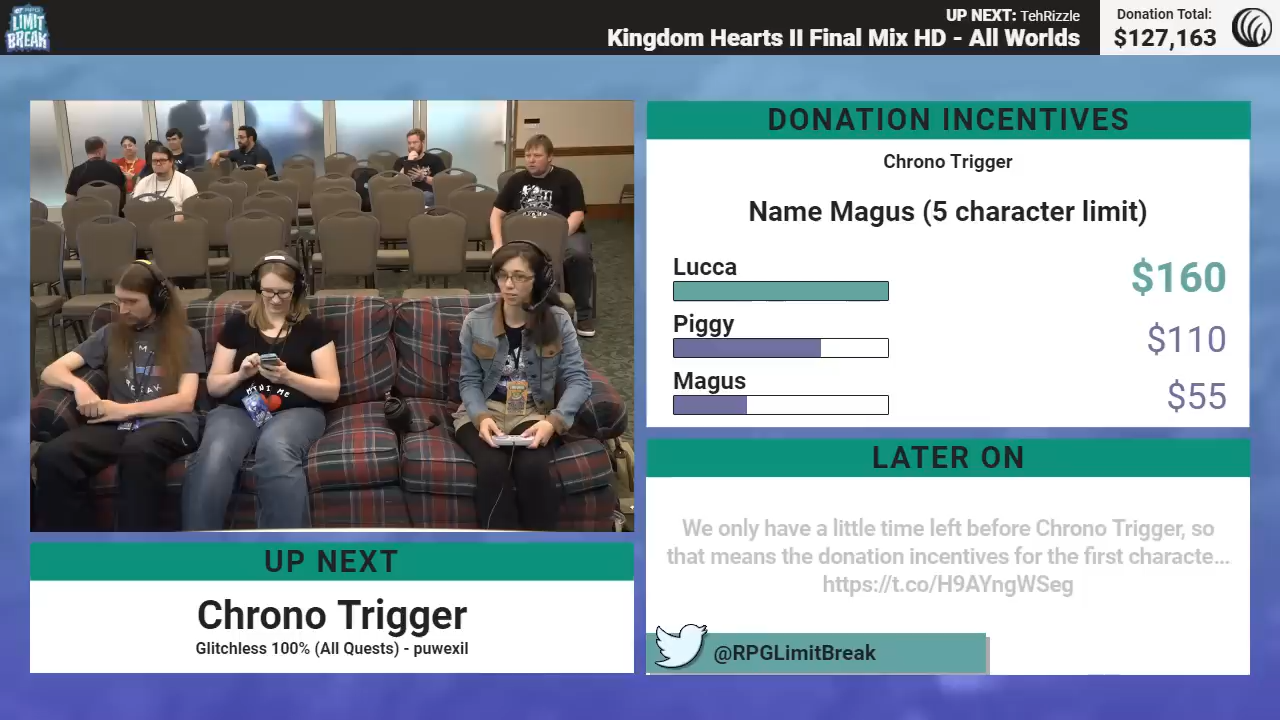 RPG
LIMIT
BREAK
UP NEXT: TehRizzle
Kingdom Hearts II Final Mix HD - All Worlds
Donation Total:
$127,163
DONATION INCENTIVES
Chrono Trigger
Name Magus (5 character limit)
Lucca
$160
Piggy
$110
Magus
$55
MINI ME
LATER ON
We only have a little time left before Chrono Trigger, so
that means the donation incentives for the first characte...
https://t.co/H9AYngWSeg
@RPGLimitBreak
UP NEXT
Chrono Trigger
Glitchless 100% (All Quests) - puwexil